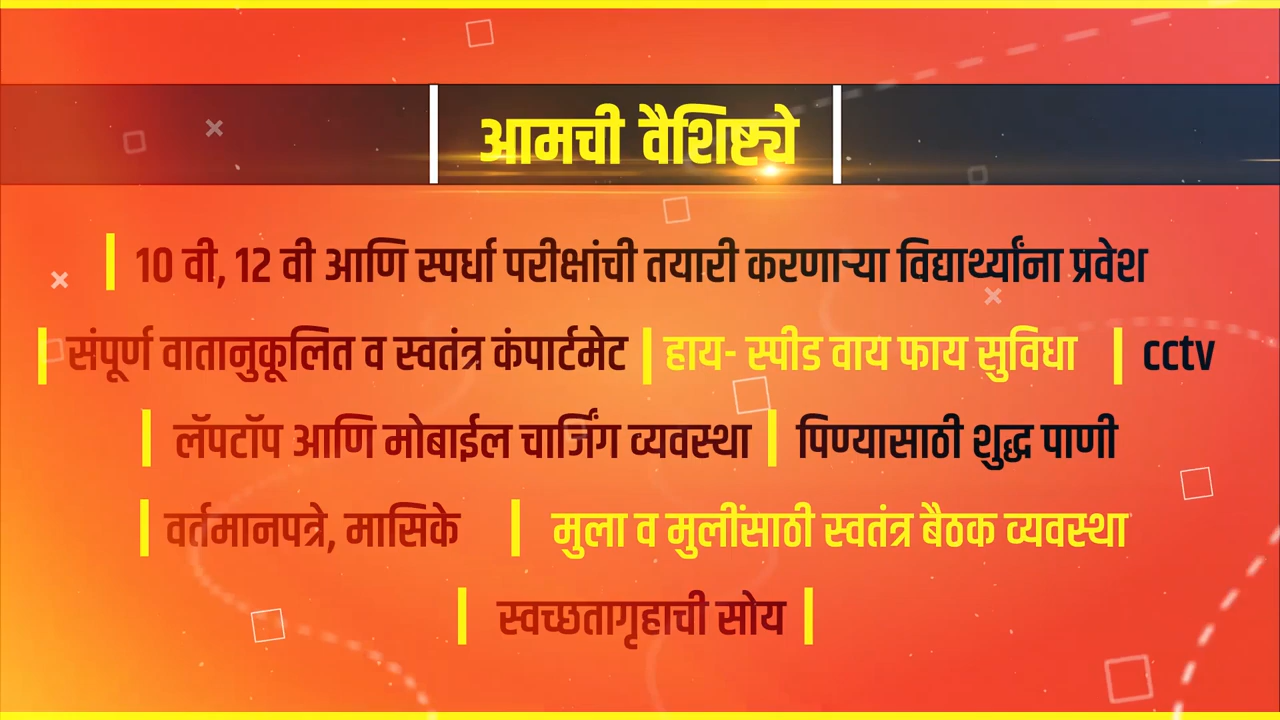 आमची वैशिष्ट्ये
10 वी, 12 वी आणि स्पर्धा परीक्षांची तयारी करणाऱ्या विद्यार्थ्यांना प्रवेश
संपूर्ण वातानुकूलित व स्वतंत्र कंपार्टमेट | हाय- स्पीड वाय फाय सुविधा | cctv
लॅपटॉप आणि मोबाईल चार्जिंग व्यवस्था | पिण्यासाठी शुद्ध पाणी
वर्तमानपत्रे, मासिके | मुला व मुलींसाठी स्वतंत्र बैठक व्यवस्था
स्वच्छतागृहाची सोय